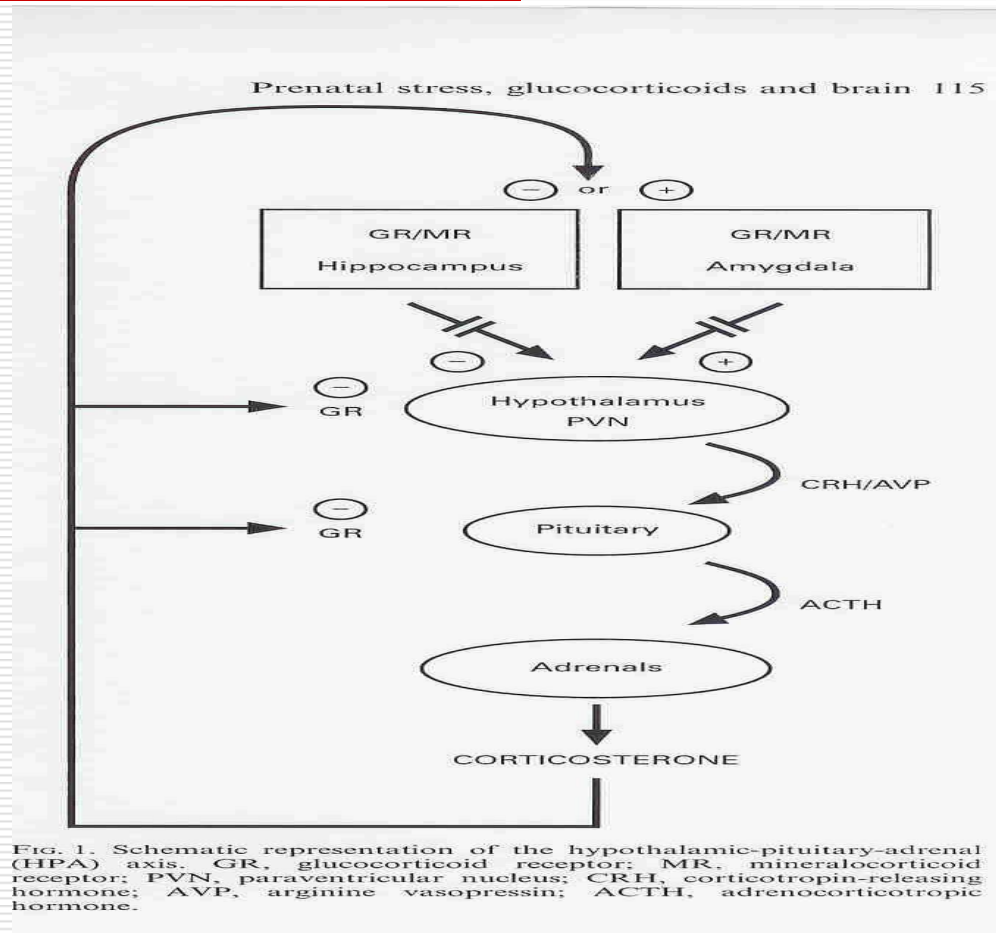 Prenatal stress, glucocorticoids and brain 115
− or +
GR/MR
Hippocampus
GR/MR
Amygdala
−
+
−
GR
Hypothalamus
PVN
CRH/AVP
−
GR
Pituitary
ACTH
Adrenals
CORTICOSTERONE
FIG. 1. Schematic representation of the hypothalamic-pituitary-adrenal
(HPA) axis. GR, glucocorticoid receptor; MR, mineralocorticoid
receptor; PVN, paraventricular nucleus; CRH, corticotropin-releasing
hormone; AVP, arginine vasopressin; ACTH, adrenocorticotropic
hormone.